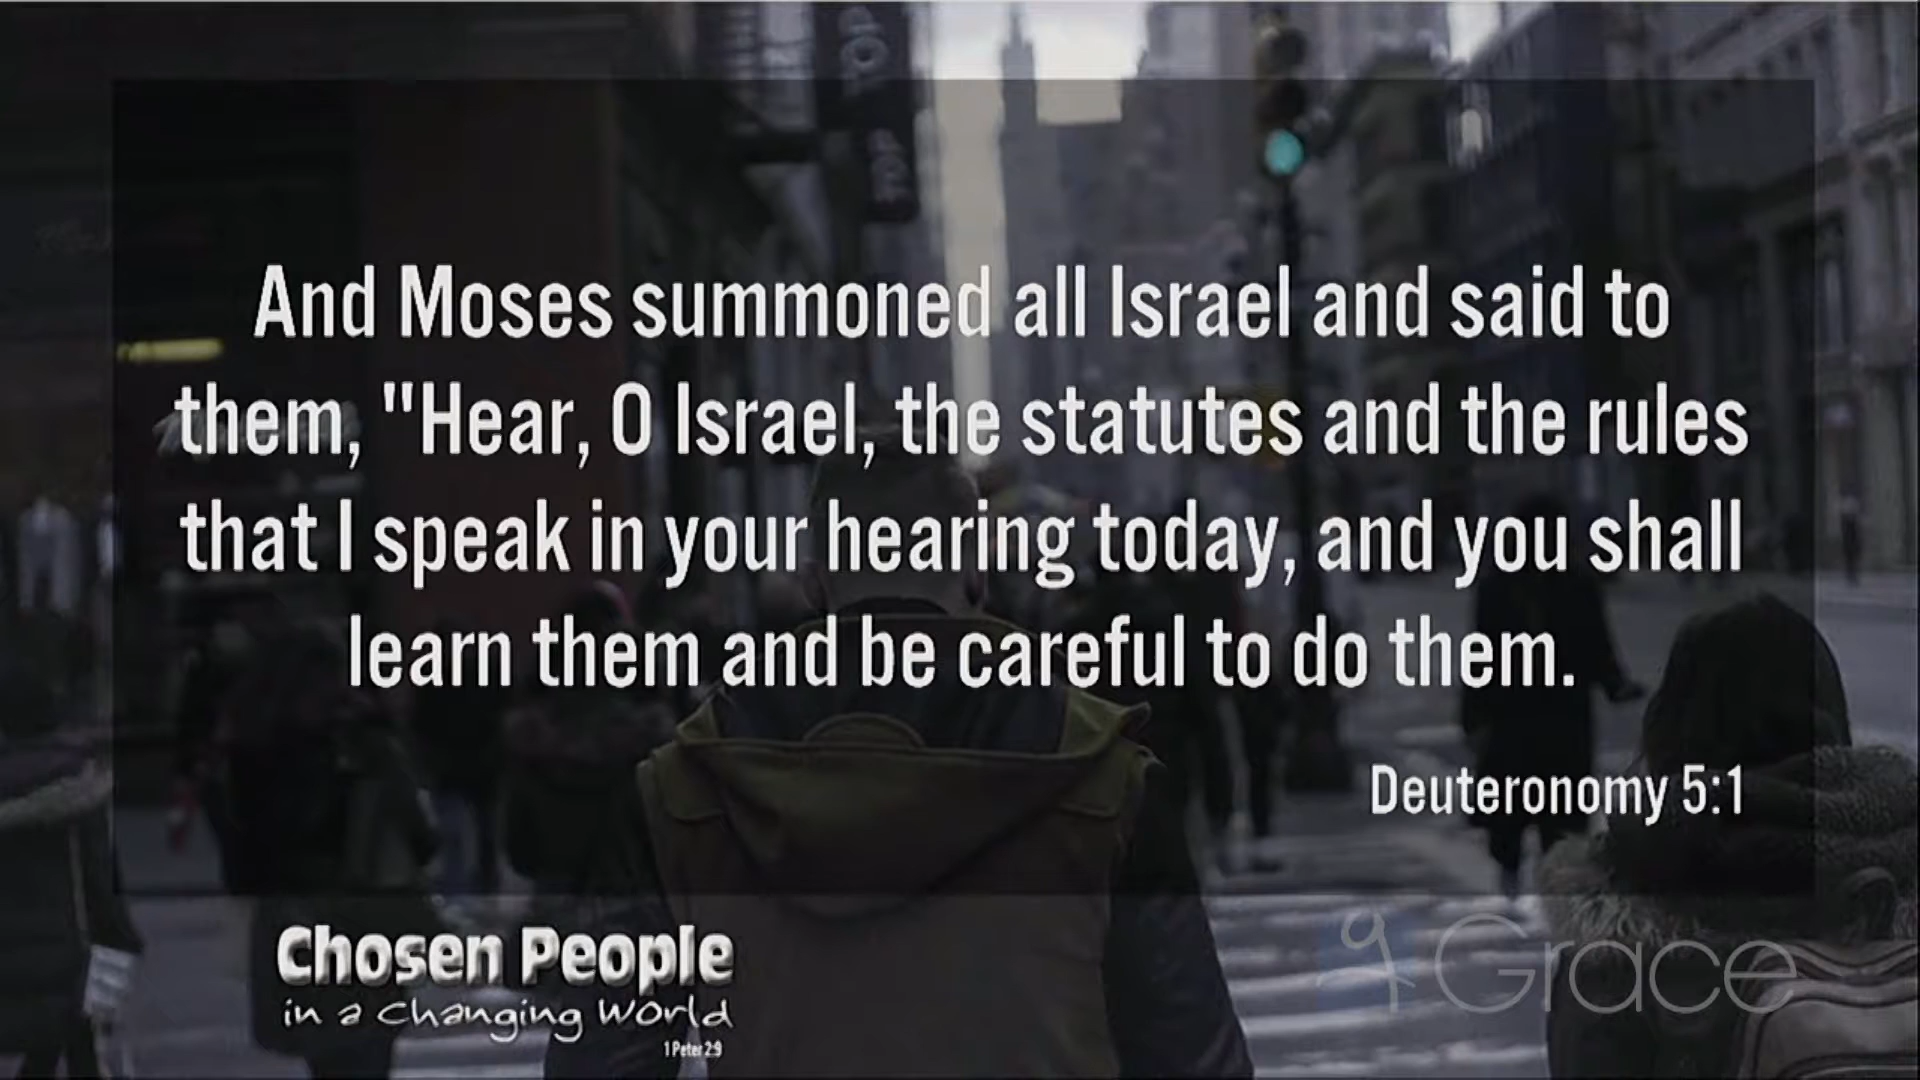 And Moses summoned all Israel and said to
them, "Hear, O Israel, the statutes and the rules
that I speak in your hearing today, and you shall
learn them and be careful to do them.
Deuteronomy 5:1
Chosen People
in a Changing World
1 Peter 2:9
Grace